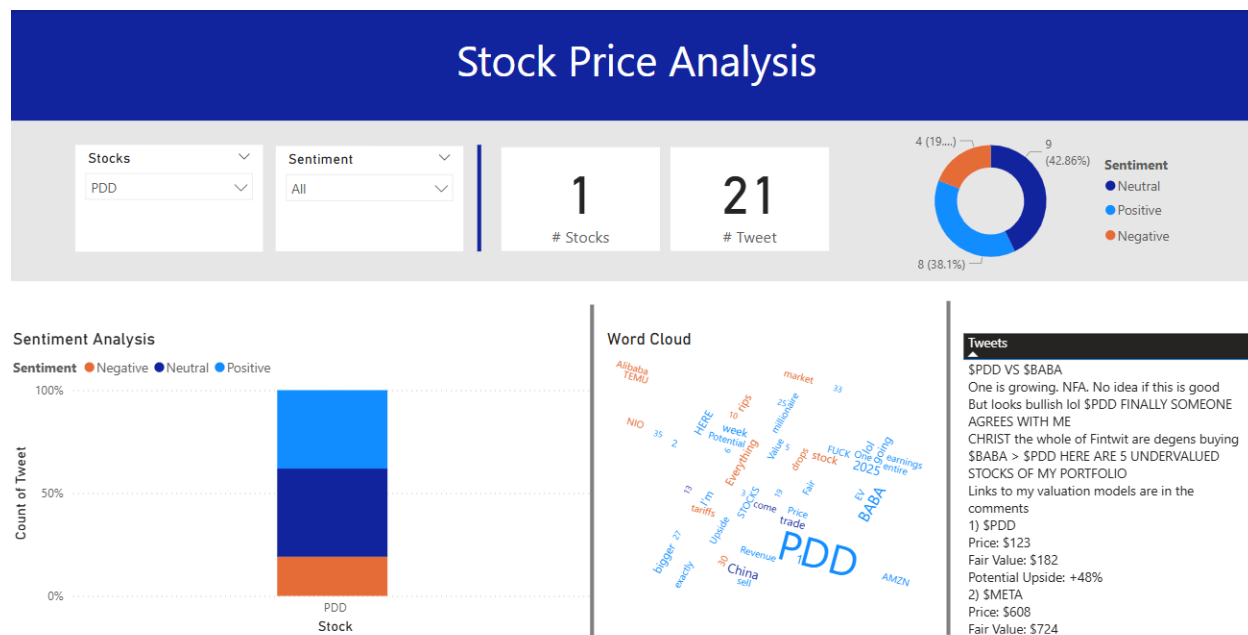 Stock Price Analysis
Stocks
PDD
Sentiment
All
1
# Stocks
21
# Tweet
4 (19....)
9
(42.86%)
8 (38.1%)
Sentiment
Neutral
Positive
Negative
Sentiment Analysis
Sentiment Negative Neutral Positive
100%
50%
0%
Count of Tweet
PDD
Stock
Word Cloud
Alibaba
TEMU
market
33
NIO
35
2
HERE
10
rips
25
millionaire
week
Potential
6
Everything
Value
5
drops
stock
FUCK
One
lol
going
2025
earnings
entire
13
I'm
tariffs
3
STOCKS
come
19
Fair
EV
BABA
Price
trade
Upside
27
bigger
exactly
Revenue
30
China
sell
PDD
1
AMZN
Tweets
$PDD VS $BABA
One is growing. NFA. No idea if this is good
But looks bullish lol $PDD FINALLY SOMEONE
AGREES WITH ME
CHRIST the whole of Fintwit are degens buying
$BABA > $PDD HERE ARE 5 UNDERVALUED
STOCKS OF MY PORTFOLIO
Links to my valuation models are in the
comments
1) $PDD
Price: $123
Fair Value: $182
Potential Upside: +48%
2) $META
Price: $608
Fair Value: $724